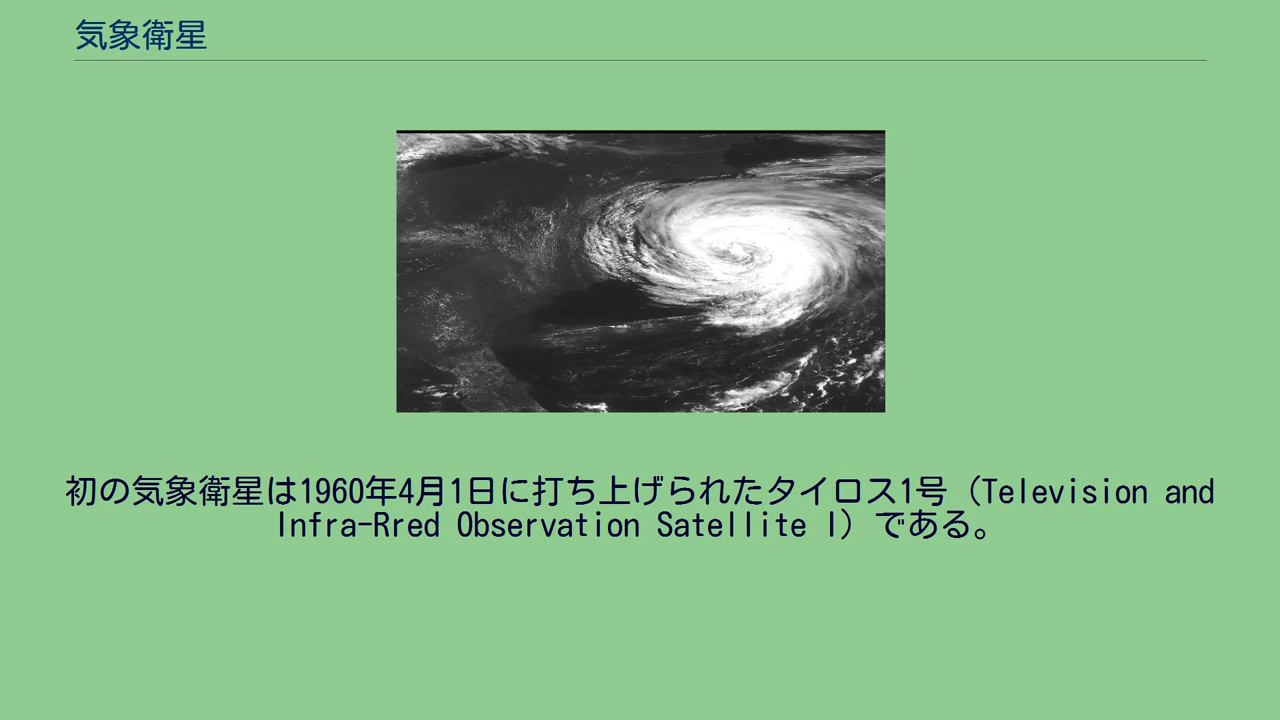 気象衛星
初の気象衛星は1960年4月1日に打ち上げられたタイロス1号（Television and
Infra-Rred Observation Satellite I）である。